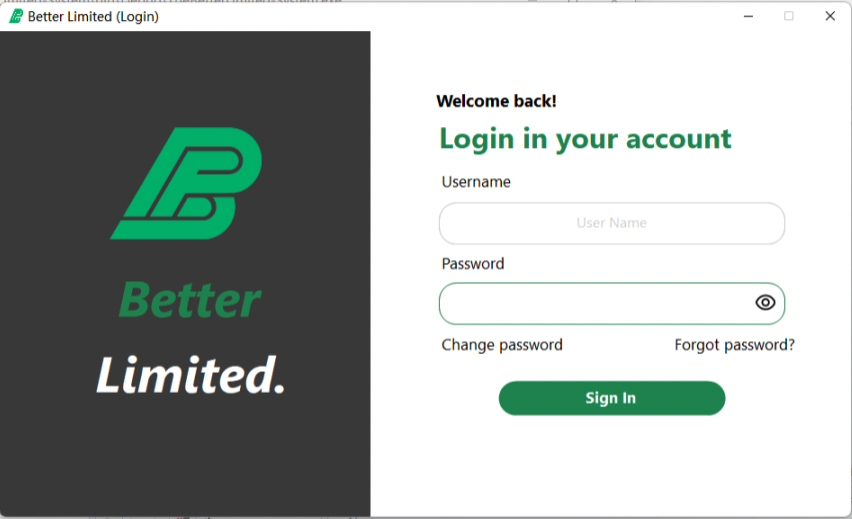 Better Limited (Login)
Better
Limited.
Welcome back!
Login in your account
Username
User Name
Password
Change password
Forgot password?
Sign In